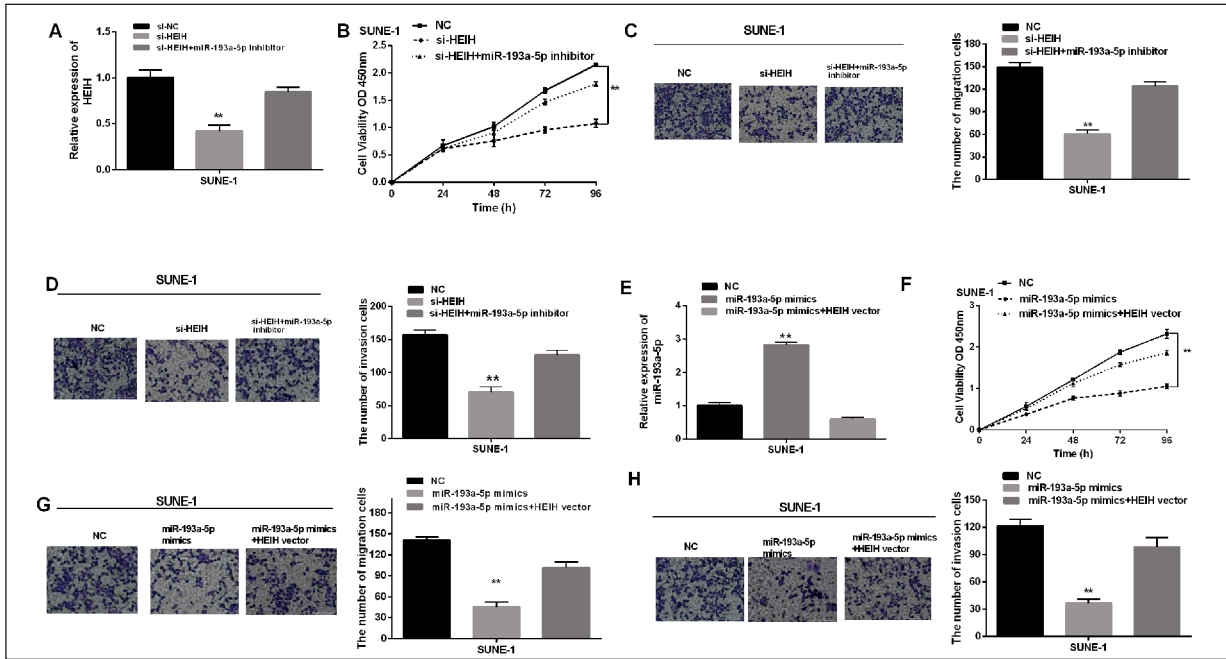 A
si-NC
si-HEIH
si-HEIH+miR-193a-5p Inhibitor
Relative expression of
HEIH
1.5
1.0
0.5
0.0
**
SUNE-1
B
SUNE-1
NC
si-HEIH
si-HEIH+miR-193a-5p inhibitor
Cell Viability OD 450nm
2.5
2.0
1.5
1.0
0.5
0.0
**
0 24 48 72 96
Time (h)
C
SUNE-1
NC
si-HEIH
si-HEIH+miR-193a-5p
inhibitor
NC
si-HEIH
si-HEIH+miR-193a-5p inhibitor
The number of migration cells
150
120
90
60
30
0
**
SUNE-1
D
SUNE-1
NC
si-HEIH
si-HEIH+miR-193a-5p
inhibitor
NC
si-HEIH
si-HEIH+miR-193a-5p inhibitor
The number of invasion cells
200
150
100
50
0
**
SUNE-1
E
NC
miR-193a-5p mimics
miR-193a-5p mimics+HEIH vector
Relative expression of
miR-193a-5p
4
3
2
1
0
**
SUNE-1
F
SUNE-1
NC
miR-193a-5p mimics
miR-193a-5p mimics+HEIH vector
Cell Viability OD 450nm
3
2
1
0
**
0 24 48 72 96
Time (h)
G
SUNE-1
NC
miR-193a-5p
mimics
miR-193a-5p mimics
+HEIH vector
NC
miR-193a-5p mimics
miR-193a-5p mimics+HEIH vector
The number of migration cells
180
150
120
90
60
30
0
**
SUNE-1
H
SUNE-1
NC
miR-193a-5p
mimics
miR-193a-5p mimics
+HEIH vector
NC
miR-193a-5p mimics
miR-193a-5p mimics+HEIH vector
The number of invasion cells
150
120
90
60
30
0
**
SUNE-1